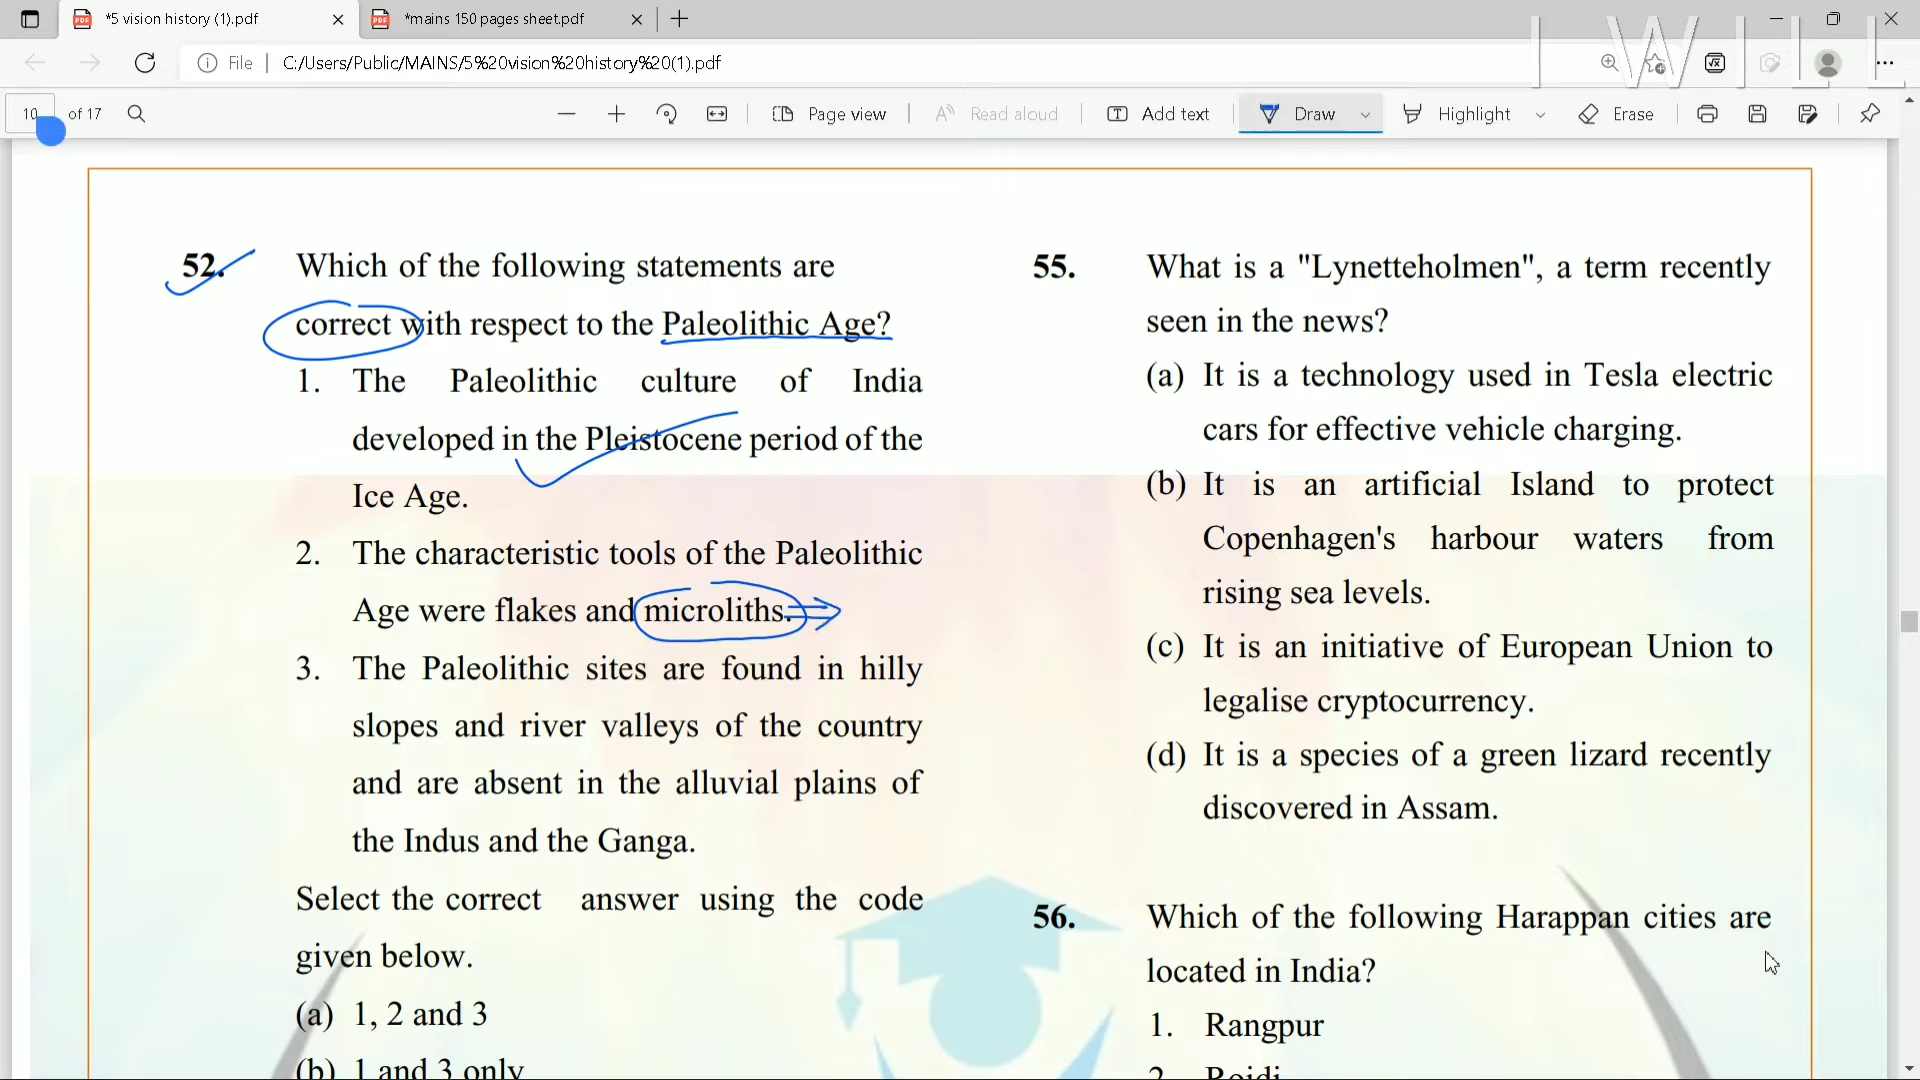 *5 vision history (1).pdf
*mains 150 pages sheet.pdf
I WILL
File
C:/Users/Public/MAINS/5%20vision%20history%20(1).pdf
10 of 17
Page view
Read aloud
Add text
Draw
Highlight
Erase
52. Which of the following statements are
correct with respect to the Paleolithic Age?
1. The Paleolithic culture of India
developed in the Pleistocene period of the
Ice Age.
2. The characteristic tools of the Paleolithic
Age were flakes and microliths.
3. The Paleolithic sites are found in hilly
slopes and river valleys of the country
and are absent in the alluvial plains of
the Indus and the Ganga.
Select the correct answer using the code
given below.
(a) 1, 2 and 3
(b) 1 and 3 only
55. What is a "Lynetteholmen", a term recently
seen in the news?
(a) It is a technology used in Tesla electric
cars for effective vehicle charging.
(b) It is an artificial Island to protect
Copenhagen's harbour waters from
rising sea levels.
(c) It is an initiative of European Union to
legalise cryptocurrency.
(d) It is a species of a green lizard recently
discovered in Assam.
56. Which of the following Harappan cities are
located in India?
1. Rangpur
2. Rojdi